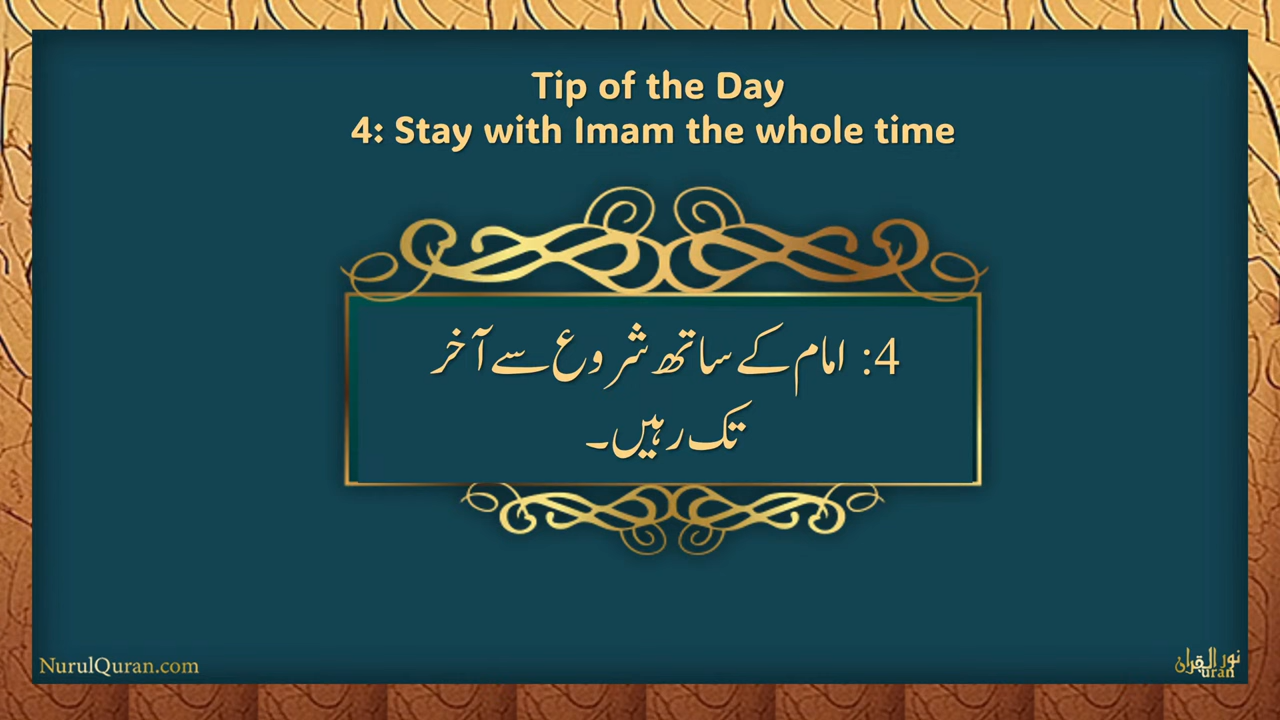 Tip of the Day
4: Stay with Imam the whole time
4: امام کے ساتھ شروع سے آخر
تک رہیں۔
NurulQuran.com
نور القرآن
uran